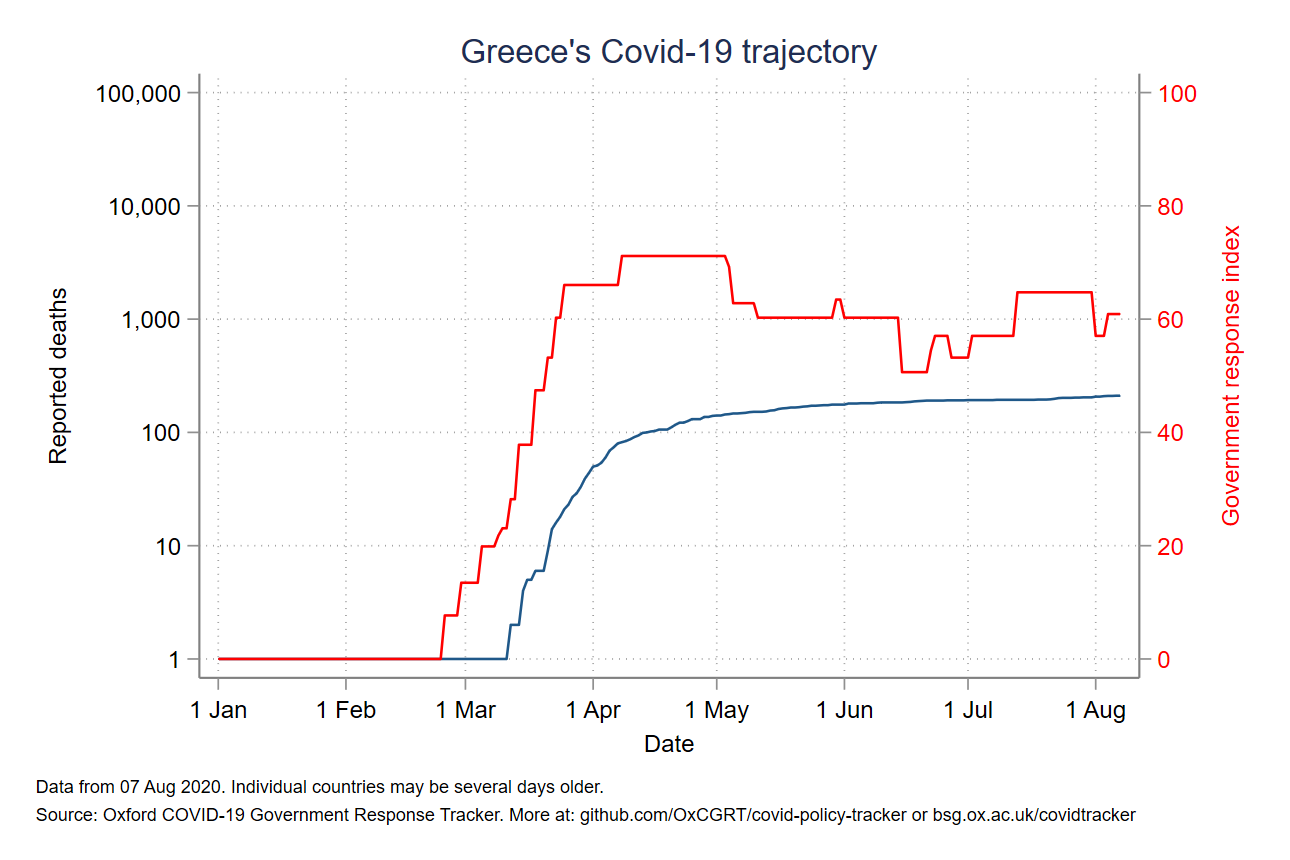 Greece's Covid-19 trajectory
100,000
10,000
1,000
100
10
1
Reported deaths
100
80
60
40
20
0
Government response index
1 Jan 1 Feb 1 Mar 1 Apr 1 May 1 Jun 1 Jul 1 Aug
Date
Data from 07 Aug 2020. Individual countries may be several days older.
Source: Oxford COVID-19 Government Response Tracker. More at: github.com/OxCGRT/covid-policy-tracker or bsg.ox.ac.uk/covidtracker